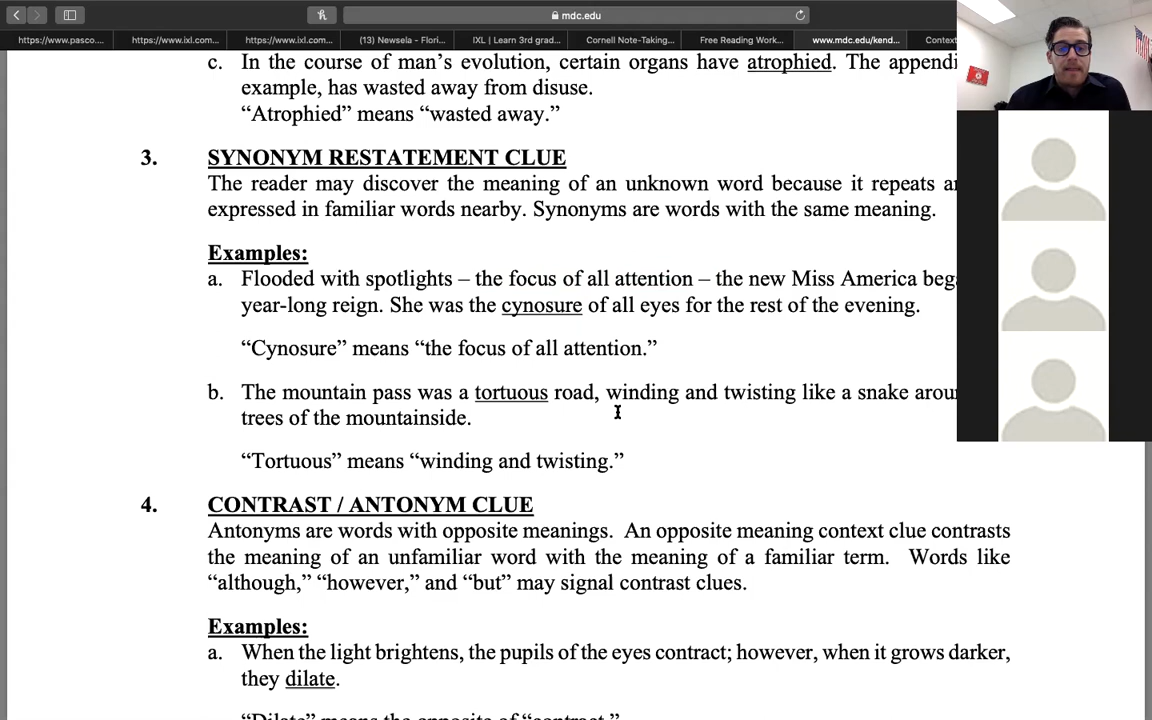 mdc.edu
https://www.pasco....
https://www.ixl.com...
https://www.ixl.com...
(13) Newsela - Flori...
IXL | Learn 3rd grad...
Cornell Note-Taking...
Free Reading Work...
www.mdc.edu/kend...
Context
c. In the course of man’s evolution, certain organs have atrophied. The appendi
example, has wasted away from disuse.
“Atrophied” means “wasted away.”
3. SYNONYM RESTATEMENT CLUE
The reader may discover the meaning of an unknown word because it repeats
expressed in familiar words nearby. Synonyms are words with the same meaning.
Examples:
a. Flooded with spotlights – the focus of all attention – the new Miss America beg
year-long reign. She was the cynosure of all eyes for the rest of the evening.
“Cynosure” means “the focus of all attention.”
b. The mountain pass was a tortuous road, winding and twisting like a snake arou
trees of the mountainside.
“Tortuous” means “winding and twisting.”
4. CONTRAST / ANTONYM CLUE
Antonyms are words with opposite meanings. An opposite meaning context clue contrasts
the meaning of an unfamiliar word with the meaning of a familiar term. Words like
“although,” “however,” and “but” may signal contrast clues.
Examples:
a. When the light brightens, the pupils of the eyes contract; however, when it grows darker,
they dilate.
“Dilate” means the opposite of “contract.”